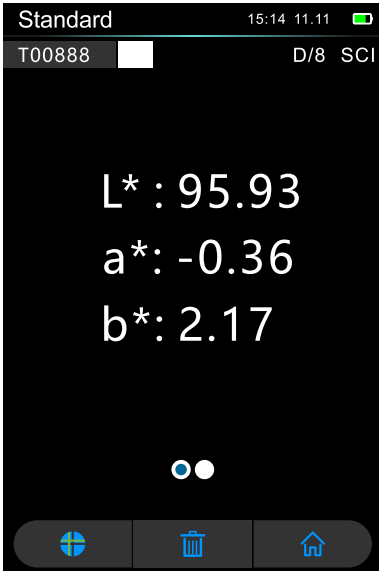 Standard 15:14 11.11
T00888 D/8 SCI
L* : 95.93
a*: -0.36
b*: 2.17